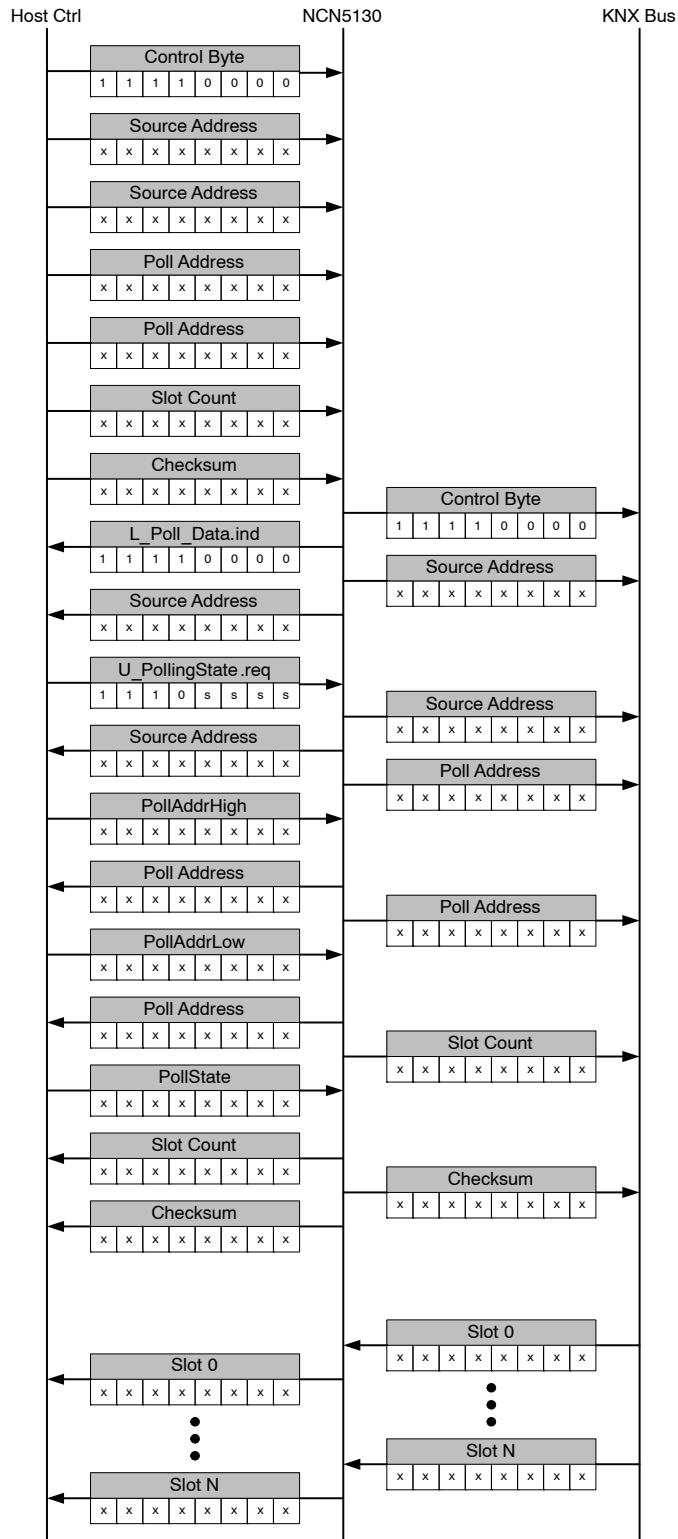 Host Ctrl NCN5130 KNX Bus
Control Byte
1 1 1 1 0 0 0 0
Source Address
x x x x x x x x
Source Address
x x x x x x x x
Poll Address
x x x x x x x x
Poll Address
x x x x x x x x
Slot Count
x x x x x x x x
Checksum
x x x x x x x x
Control Byte
1 1 1 1 0 0 0 0
L_Poll_Data.ind
1 1 1 1 0 0 0 0
Source Address
x x x x x x x x
Source Address
x x x x x x x x
U_PollingState.req
1 1 1 0 s s s s
Source Address
x x x x x x x x
Source Address
x x x x x x x x
Poll Address
x x x x x x x x
PollAddrHigh
x x x x x x x x
Poll Address
x x x x x x x x
Poll Address
x x x x x x x x
PollAddrLow
x x x x x x x x
Poll Address
x x x x x x x x
Slot Count
x x x x x x x x
PollState
x x x x x x x x
Slot Count
x x x x x x x x
Checksum
x x x x x x x x
Checksum
x x x x x x x x
Slot 0
x x x x x x x x
Slot 0
x x x x x x x x
Slot N
x x x x x x x x
Slot N
x x x x x x x x